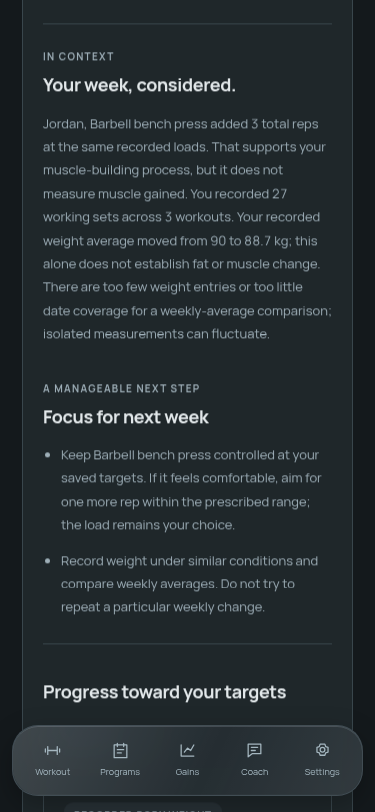 IN CONTEXT
Your week, considered.
Jordan, Barbell bench press added 3 total reps
at the same recorded loads. That supports your
muscle-building process, but it does not
measure muscle gained. You recorded 27
working sets across 3 workouts. Your recorded
weight average moved from 90 to 88.7 kg; this
alone does not establish fat or muscle change.
There are too few weight entries or too little
date coverage for a weekly-average comparison;
isolated measurements can fluctuate.
A MANAGEABLE NEXT STEP
Focus for next week
Keep Barbell bench press controlled at your
saved targets. If it feels comfortable, aim for
one more rep within the prescribed range;
the load remains your choice.
Record weight under similar conditions and
compare weekly averages. Do not try to
repeat a particular weekly change.
Progress toward your targets
Workout
Programs
Gains
Coach
Settings